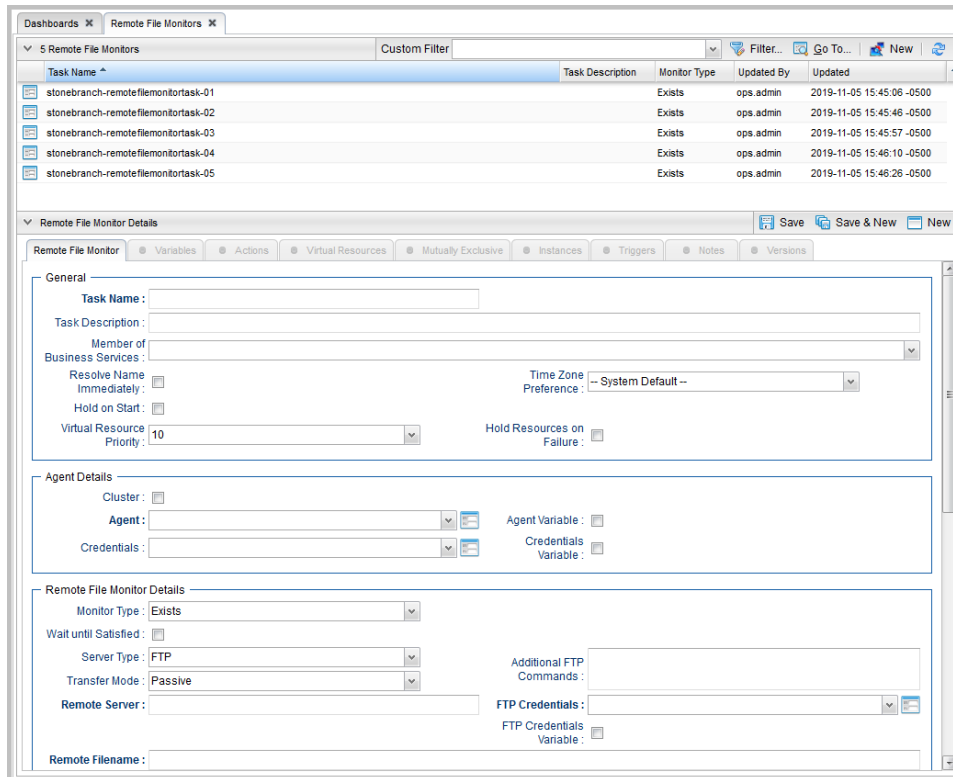 Dashboards Remote File Monitors
5 Remote File Monitors Custom Filter Filter... Go To... New
Task Name Task Description Monitor Type Updated By Updated
stonebranch-remotefilemonitortask-01 Exists ops.admin 2019-11-05 15:45:06 -0500
stonebranch-remotefilemonitortask-02 Exists ops.admin 2019-11-05 15:45:46 -0500
stonebranch-remotefilemonitortask-03 Exists ops.admin 2019-11-05 15:45:57 -0500
stonebranch-remotefilemonitortask-04 Exists ops.admin 2019-11-05 15:46:10 -0500
stonebranch-remotefilemonitortask-05 Exists ops.admin 2019-11-05 15:46:26 -0500
Remote File Monitor Details Save Save & New New
Remote File Monitor Variables Actions Virtual Resources Mutually Exclusive Instances Triggers Notes Versions
General
Task Name :
Task Description :
Member of
Business Services :
Resolve Name
Immediately :
Time Zone
Preference : -- System Default --
Hold on Start :
Virtual Resource
Priority : 10
Hold Resources on
Failure :
Agent Details
Cluster :
Agent : Agent Variable :
Credentials :
Credentials
Variable :
Remote File Monitor Details
Monitor Type : Exists
Wait until Satisfied :
Server Type : FTP
Additional FTP
Commands :
Transfer Mode : Passive
Remote Server : FTP Credentials :
FTP Credentials
Variable :
Remote Filename :